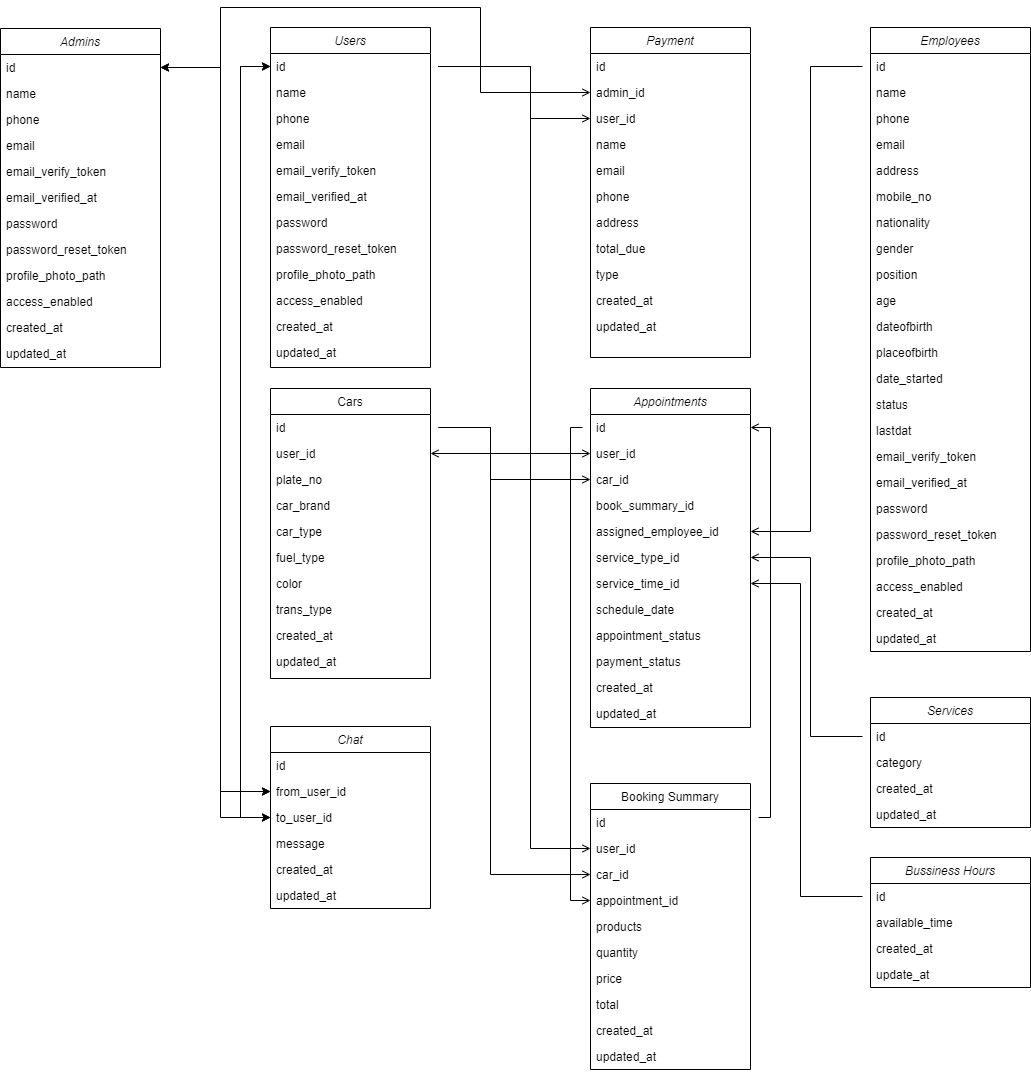 Admins
id
name
phone
email
email_verify_token
email_verified_at
password
password_reset_token
profile_photo_path
access_enabled
created_at
updated_at
Users
id
name
phone
email
email_verify_token
email_verified_at
password
password_reset_token
profile_photo_path
access_enabled
created_at
updated_at
Payment
id
admin_id
user_id
name
email
phone
address
total_due
type
created_at
updated_at
Employees
id
name
phone
email
address
mobile_no
nationality
gender
position
age
dateofbirth
placeofbirth
date_started
status
lastdat
email_verify_token
email_verified_at
password
password_reset_token
profile_photo_path
access_enabled
created_at
updated_at
Cars
id
user_id
plate_no
car_brand
car_type
fuel_type
color
trans_type
created_at
updated_at
Appointments
id
user_id
car_id
book_summary_id
assigned_employee_id
service_type_id
service_time_id
schedule_date
appointment_status
payment_status
created_at
updated_at
Services
id
category
created_at
updated_at
Chat
id
from_user_id
to_user_id
message
created_at
updated_at
Booking Summary
id
user_id
car_id
appointment_id
products
quantity
price
total
created_at
updated_at
Bussiness Hours
id
available_time
created_at
update_at